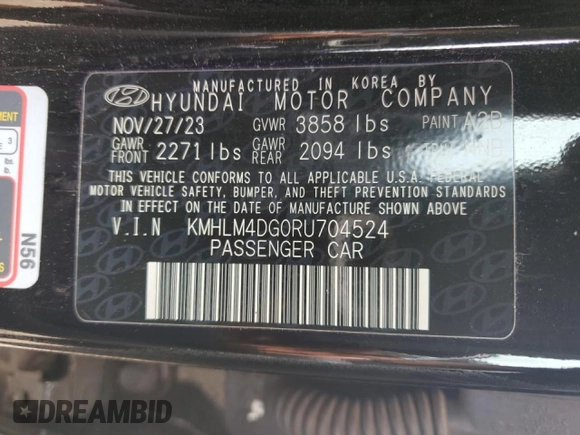 MANUFACTURED IN KOREA BY
HYUNDAI MOTOR COMPANY
NOV/27/23 GVWR 3858 lbs PAINT A2B
GAWR FRONT 2271 lbs GAWR REAR 2094 lbs
THIS VEHICLE CONFORMS TO ALL APPLICABLE U.S.A. FEDERAL
MOTOR VEHICLE SAFETY, BUMPER, AND THEFT PREVENTION STANDARDS
IN EFFECT ON THE DATE OF MANUFACTURE SHOWN ABOVE
V.I.N KMHLM4DG0RU704524
PASSENGER CAR
3
lbs.
N56
DREAMBID